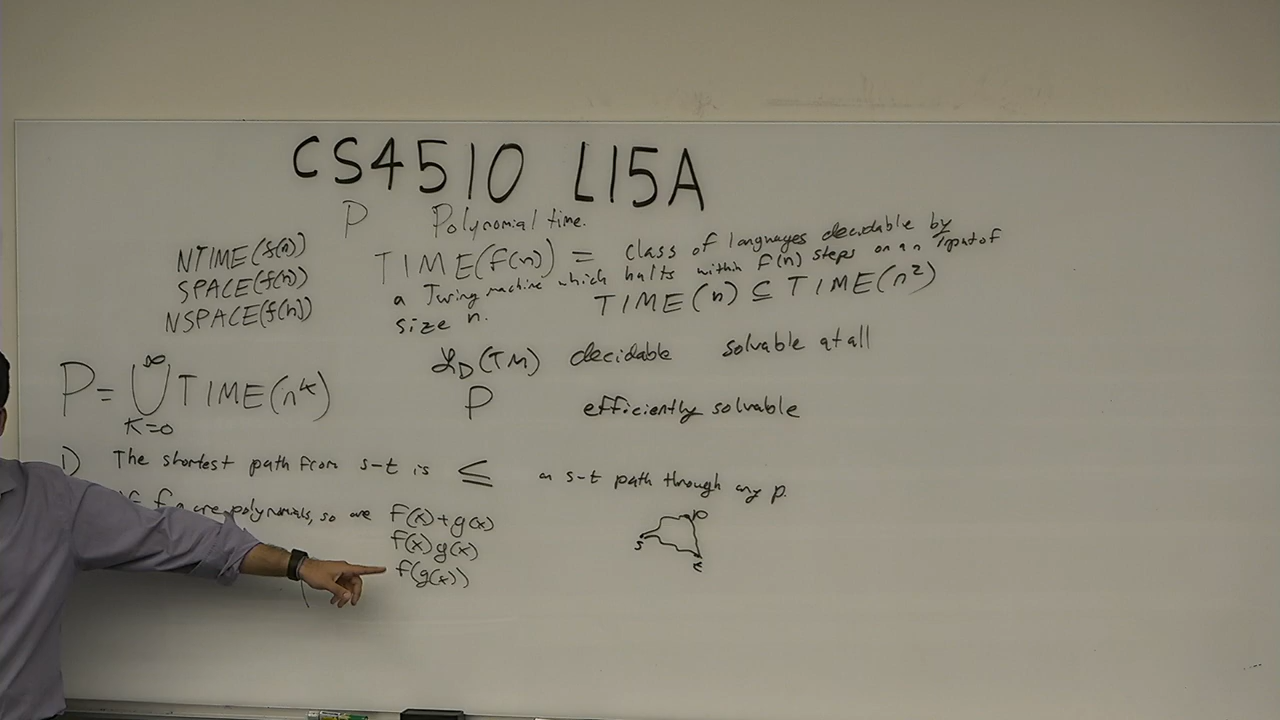 CS4510 L15A
P Polynomial time.
NTIME(f(n))
SPACE(f(n))
NSPACE(f(n))
TIME(f(n)) = class of languages decidable by
a Turing machine which halts within f(n) steps on an input of
size n.
TIME(n) ⊆ TIME(n²)
𝓛_D(TM) decidable solvable at all
P efficiently solvable
P = ⋃_{K=0}^{∞} TIME(n^k)
1) The shortest path from s-t is ≤ an s-t path through any p.
are polynomials, so are f(x)+g(x)
f(x)g(x)
f(g(x))
p
s
t